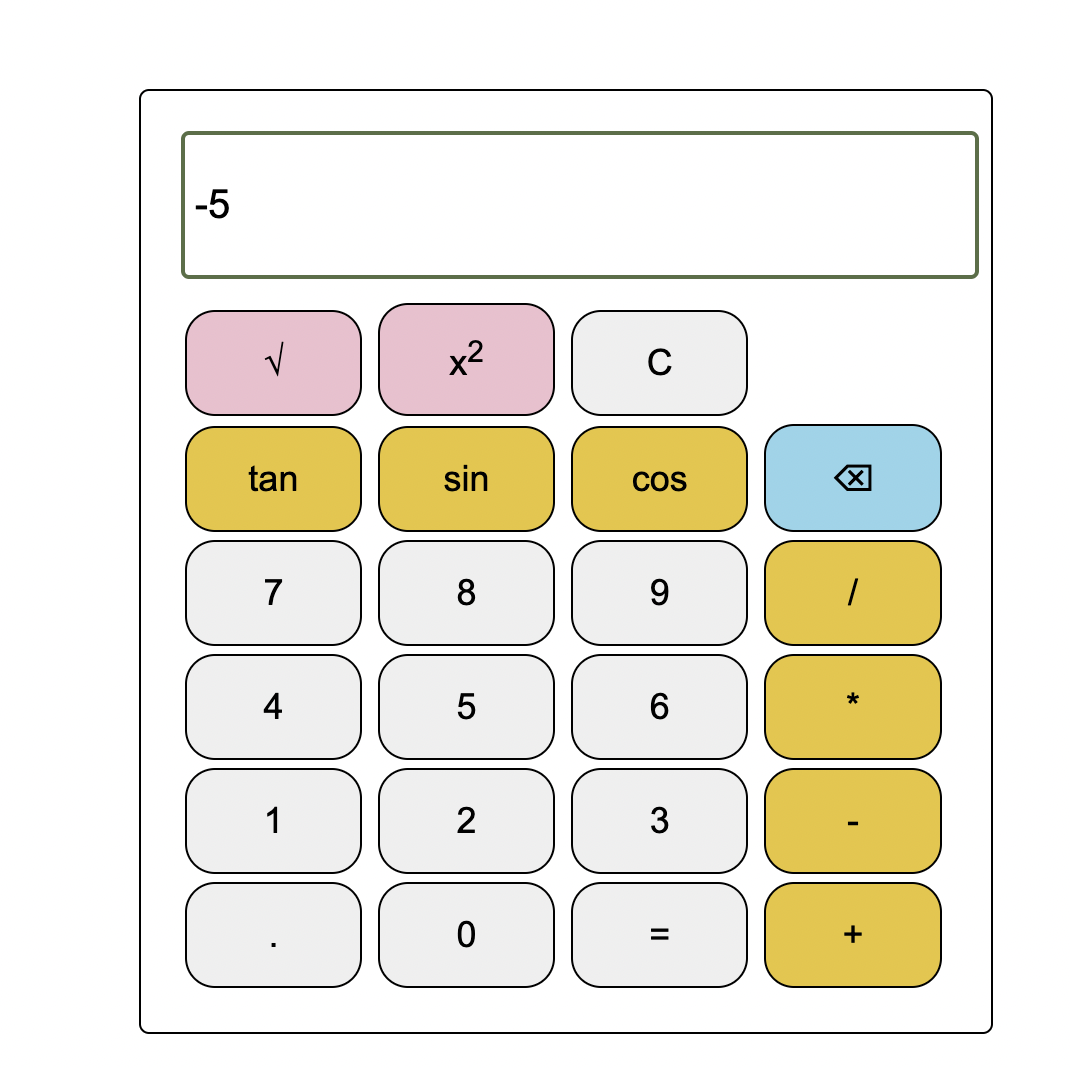 -5
√ x² C
tan sin cos ⌫
7 8 9 /
4 5 6 *
1 2 3 -
. 0 = +